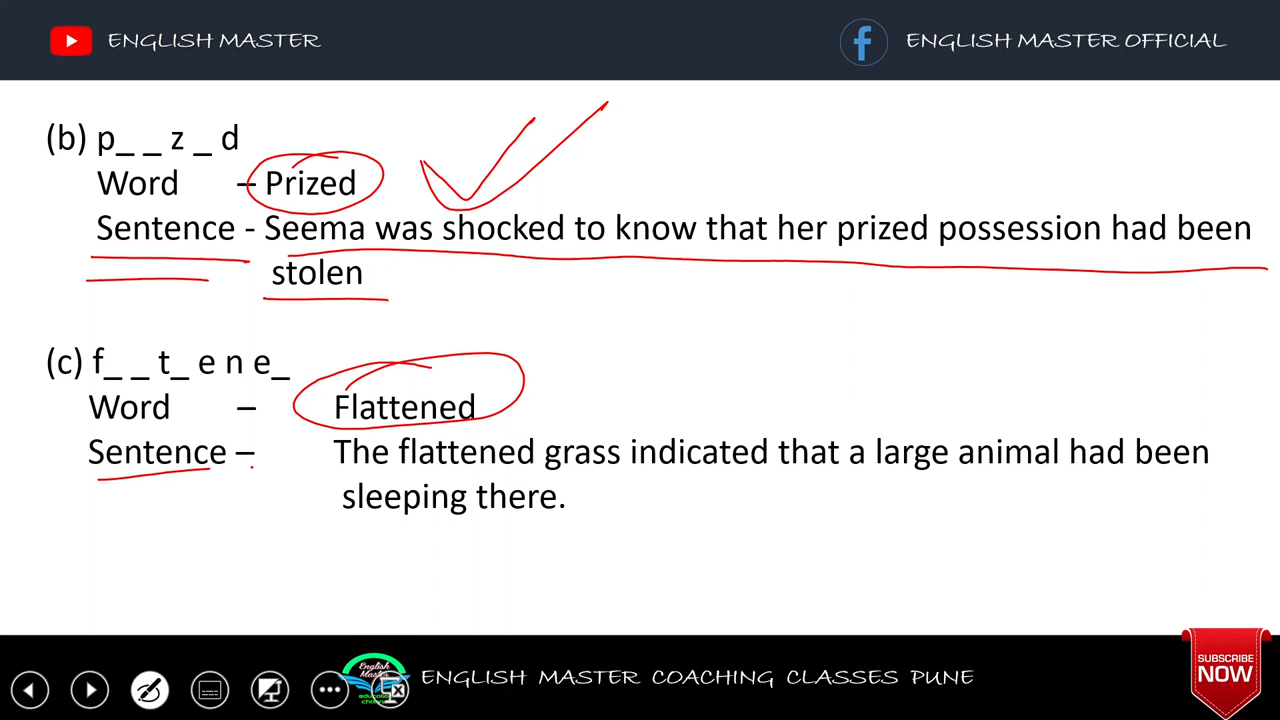 ENGLISH MASTER
ENGLISH MASTER OFFICIAL
(b) p_ _ z _ d
Word – Prized
Sentence - Seema was shocked to know that her prized possession had been
stolen
(c) f_ _ t_ e n e_
Word – Flattened
Sentence – The flattened grass indicated that a large animal had been
sleeping there.
English
Master
ENGLISH MASTER COACHING CLASSES PUNE
SUBSCRIBE
NOW